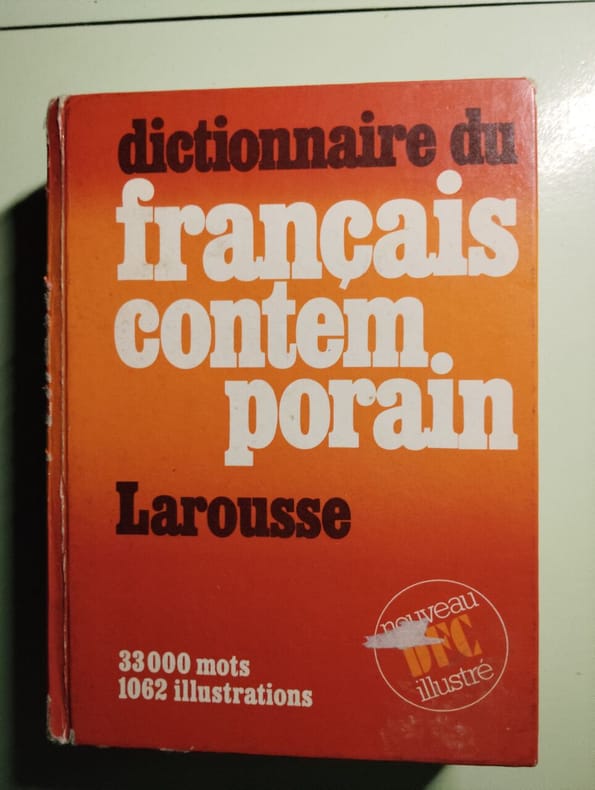 dictionnaire du
français
contem
porain
Larousse
33000 mots
1062 illustrations
nouveau
DFC
illustré